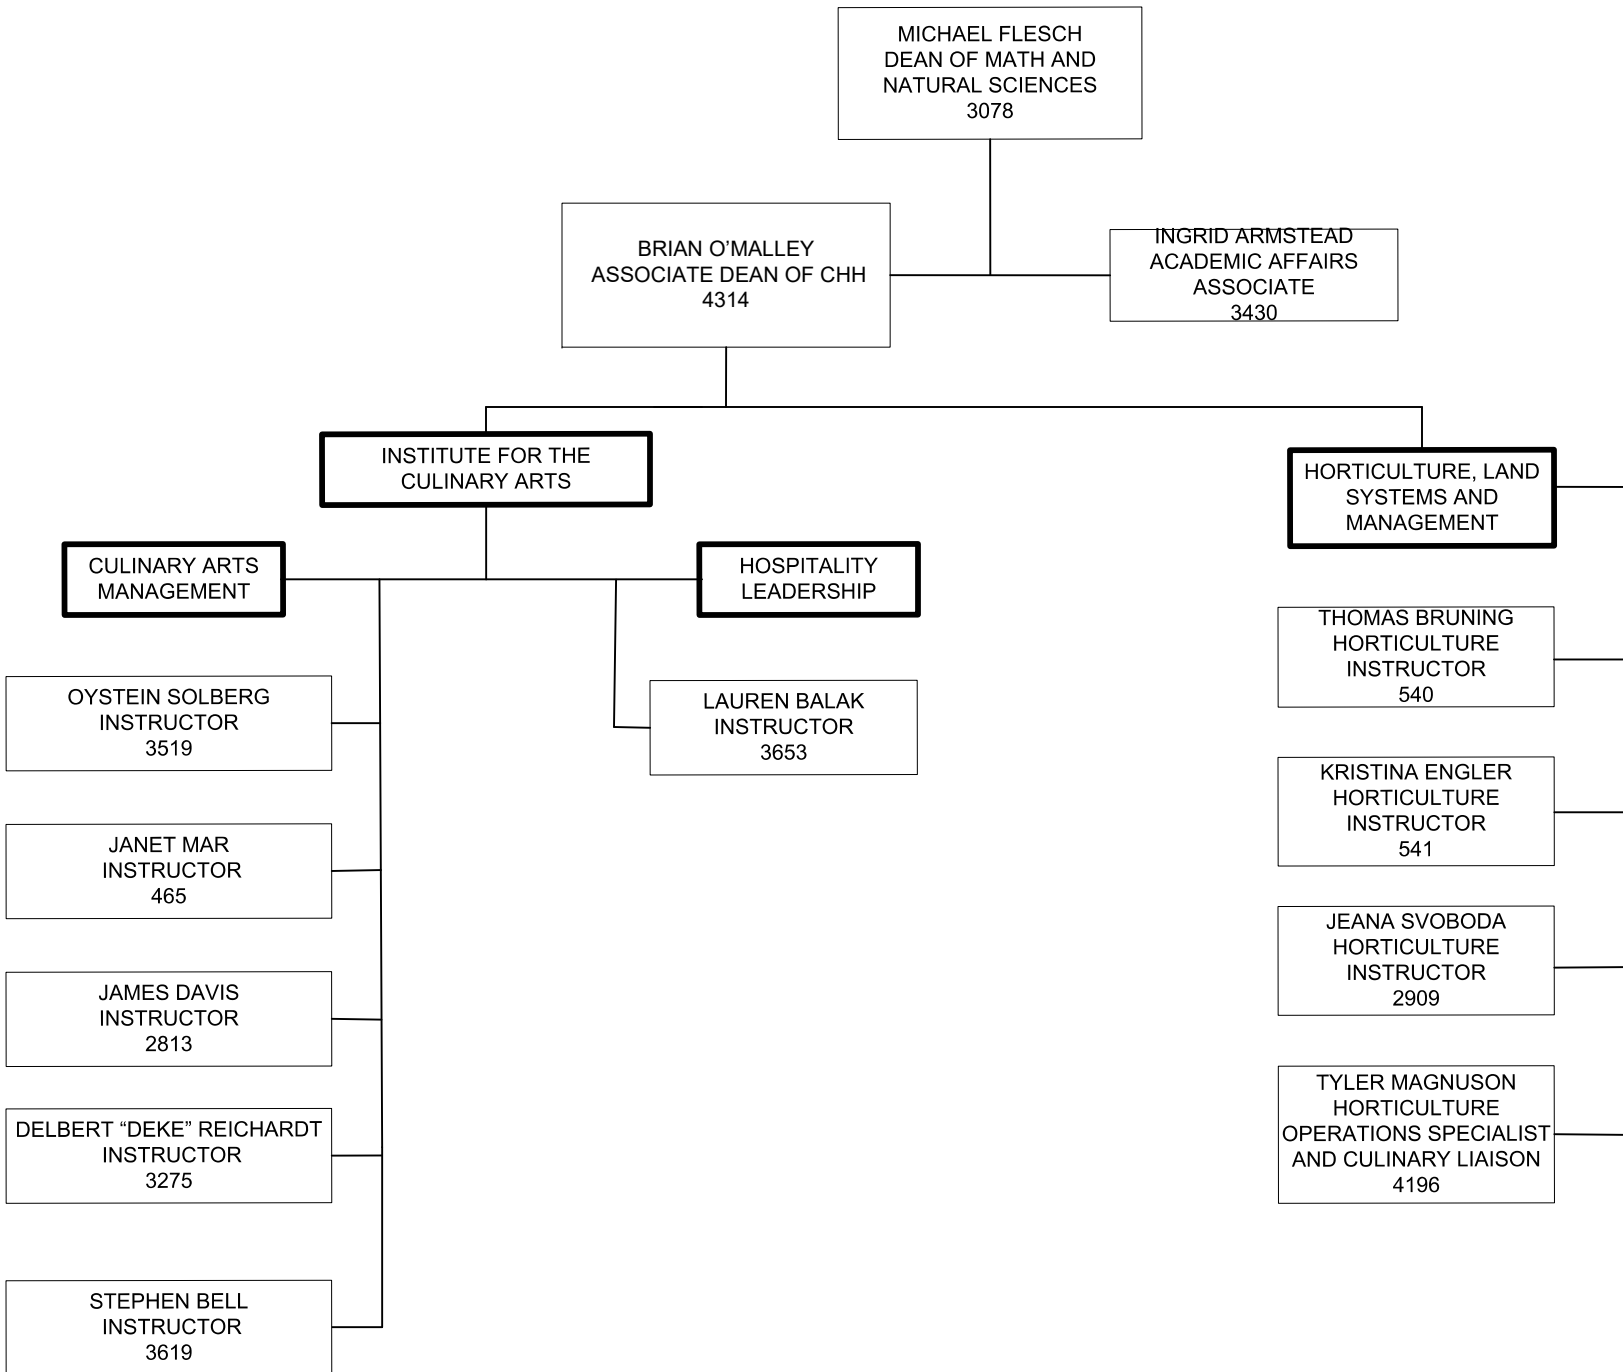 MICHAEL FLESCH
DEAN OF MATH AND
NATURAL SCIENCES
3078
BRIAN O’MALLEY
ASSOCIATE DEAN OF CHH
4314
INGRID ARMSTEAD
ACADEMIC AFFAIRS
ASSOCIATE
3430
INSTITUTE FOR THE
CULINARY ARTS
HORTICULTURE, LAND
SYSTEMS AND
MANAGEMENT
CULINARY ARTS
MANAGEMENT
HOSPITALITY
LEADERSHIP
OYSTEIN SOLBERG
INSTRUCTOR
3519
JANET MAR
INSTRUCTOR
465
JAMES DAVIS
INSTRUCTOR
2813
DELBERT “DEKE” REICHARDT
INSTRUCTOR
3275
STEPHEN BELL
INSTRUCTOR
3619
LAUREN BALAK
INSTRUCTOR
3653
THOMAS BRUNING
HORTICULTURE
INSTRUCTOR
540
KRISTINA ENGLER
HORTICULTURE
INSTRUCTOR
541
JEANA SVOBODA
HORTICULTURE
INSTRUCTOR
2909
TYLER MAGNUSON
HORTICULTURE
OPERATIONS SPECIALIST
AND CULINARY LIAISON
4196